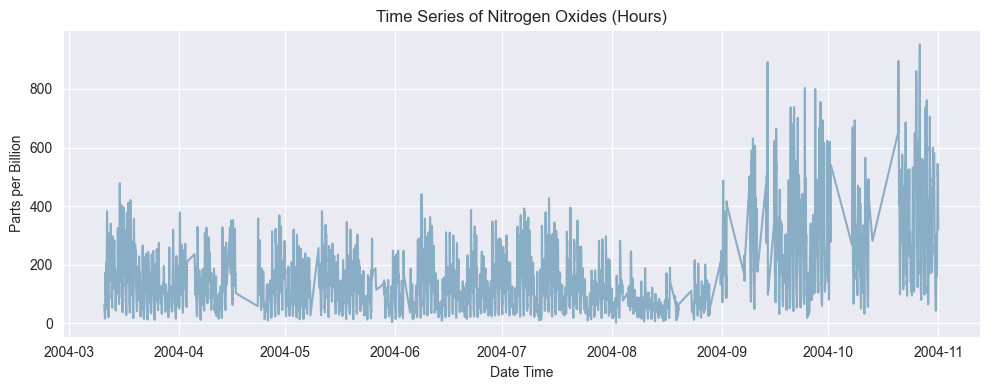 Time Series of Nitrogen Oxides (Hours)
Parts per Billion
800
600
400
200
0
2004-03 2004-04 2004-05 2004-06 2004-07 2004-08 2004-09 2004-10 2004-11
Date Time